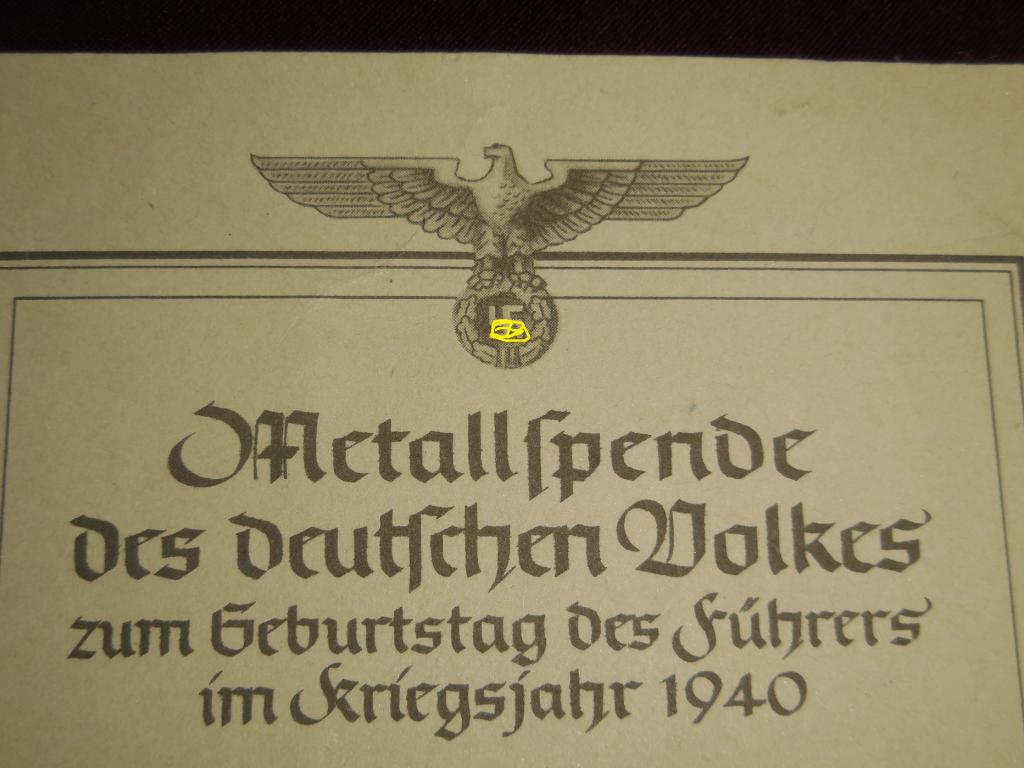 Metallſpende
des deutſchen Volkes
zum Geburtstag des Führers
im Kriegsjahr 1940